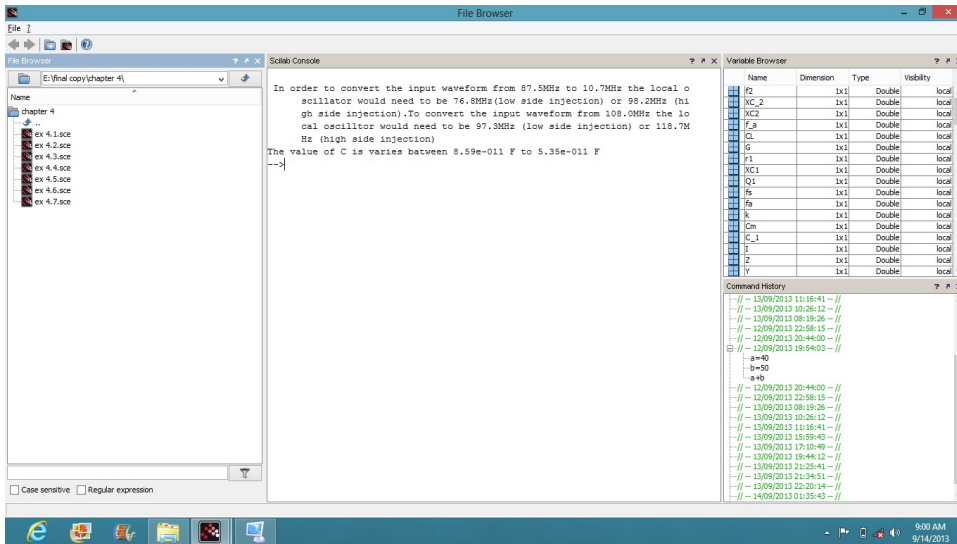 File Browser
File ?
File Browser
E:\final copy\chapter 4\
Name
chapter 4
..
ex 4.1.sce
ex 4.2.sce
ex 4.3.sce
ex 4.4.sce
ex 4.5.sce
ex 4.6.sce
ex 4.7.sce
Case sensitive
Regular expression
Scilab Console
In order to convert the input waveform from 87.5MHz to 10.7MHz the local o
scillator would need to be 76.8MHz(low side injection) or 98.2MHz (hi
gh side injection).To convert the input waveform from 108.0MHz the lo
cal oscilltor would need to be 97.3MHz (low side injection) or 118.7M
Hz (high side injection)
The value of C is varies batween 8.59e-011 F to 5.35e-011 F
-->
Variable Browser
Name Dimension Type Visibility
f2 1x1 Double local
XC_2 1x1 Double local
XC2 1x1 Double local
f_a 1x1 Double local
CL 1x1 Double local
G 1x1 Double local
r1 1x1 Double local
XC1 1x1 Double local
Q1 1x1 Double local
fs 1x1 Double local
fa 1x1 Double local
k 1x1 Double local
Cm 1x1 Double local
C_1 1x1 Double local
I 1x1 Double local
Z 1x1 Double local
Y 1x1 Double local
Command History
// -- 13/09/2013 11:16:41 -- //
// -- 13/09/2013 10:26:12 -- //
// -- 13/09/2013 08:19:26 -- //
// -- 12/09/2013 22:58:15 -- //
// -- 12/09/2013 20:44:00 -- //
// -- 12/09/2013 19:54:03 -- //
a=40
b=50
a+b
// -- 12/09/2013 20:44:00 -- //
// -- 12/09/2013 22:58:15 -- //
// -- 13/09/2013 08:19:26 -- //
// -- 13/09/2013 10:26:12 -- //
// -- 13/09/2013 11:16:41 -- //
// -- 13/09/2013 15:59:43 -- //
// -- 13/09/2013 17:10:49 -- //
// -- 13/09/2013 19:44:12 -- //
// -- 13/09/2013 21:25:41 -- //
// -- 13/09/2013 21:34:51 -- //
// -- 13/09/2013 22:20:14 -- //
// -- 14/09/2013 01:35:43 -- //
9:00 AM
9/14/2013